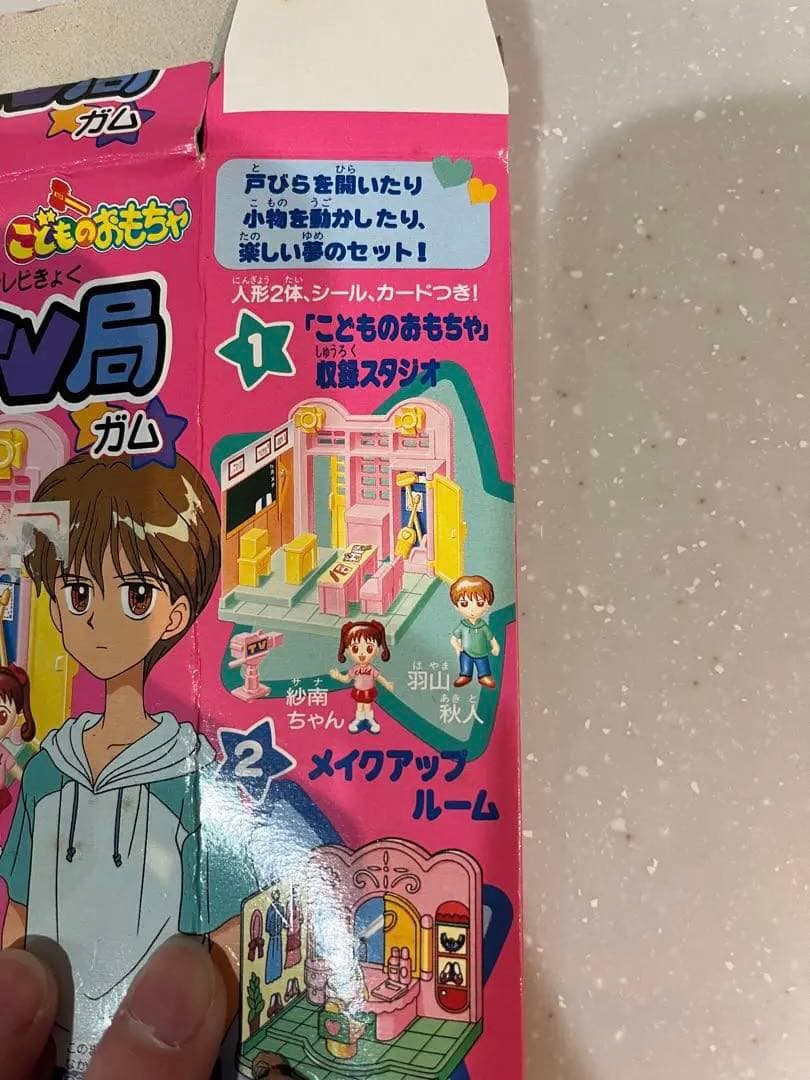 V局
ガム
こどものおもちゃ
レビきょく
TV局
ガム
戸びらを開いたり
小物を動かしたり、
楽しい夢のセット!
人形2体、シール、カードつき!
1 「こどものおもちゃ」
収録スタジオ
TV
紗南
ちゃん
羽山
秋人
2 メイクアップ
ルーム